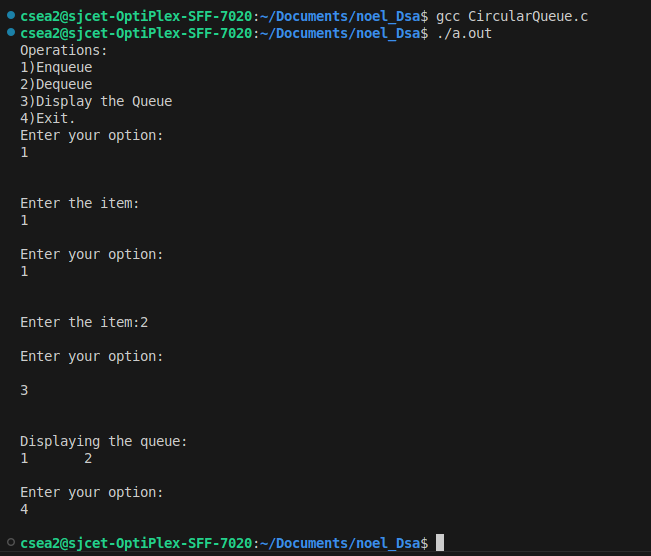 csea2@sjcet-OptiPlex-SFF-7020:~/Documents/noel_Dsa$ gcc CircularQueue.c
csea2@sjcet-OptiPlex-SFF-7020:~/Documents/noel_Dsa$ ./a.out
Operations:
1)Enqueue
2)Dequeue
3)Display the Queue
4)Exit.
Enter your option:
1
Enter the item:
1
Enter your option:
1
Enter the item:2
Enter your option:
3
Displaying the queue:
1       2
Enter your option:
4
csea2@sjcet-OptiPlex-SFF-7020:~/Documents/noel_Dsa$